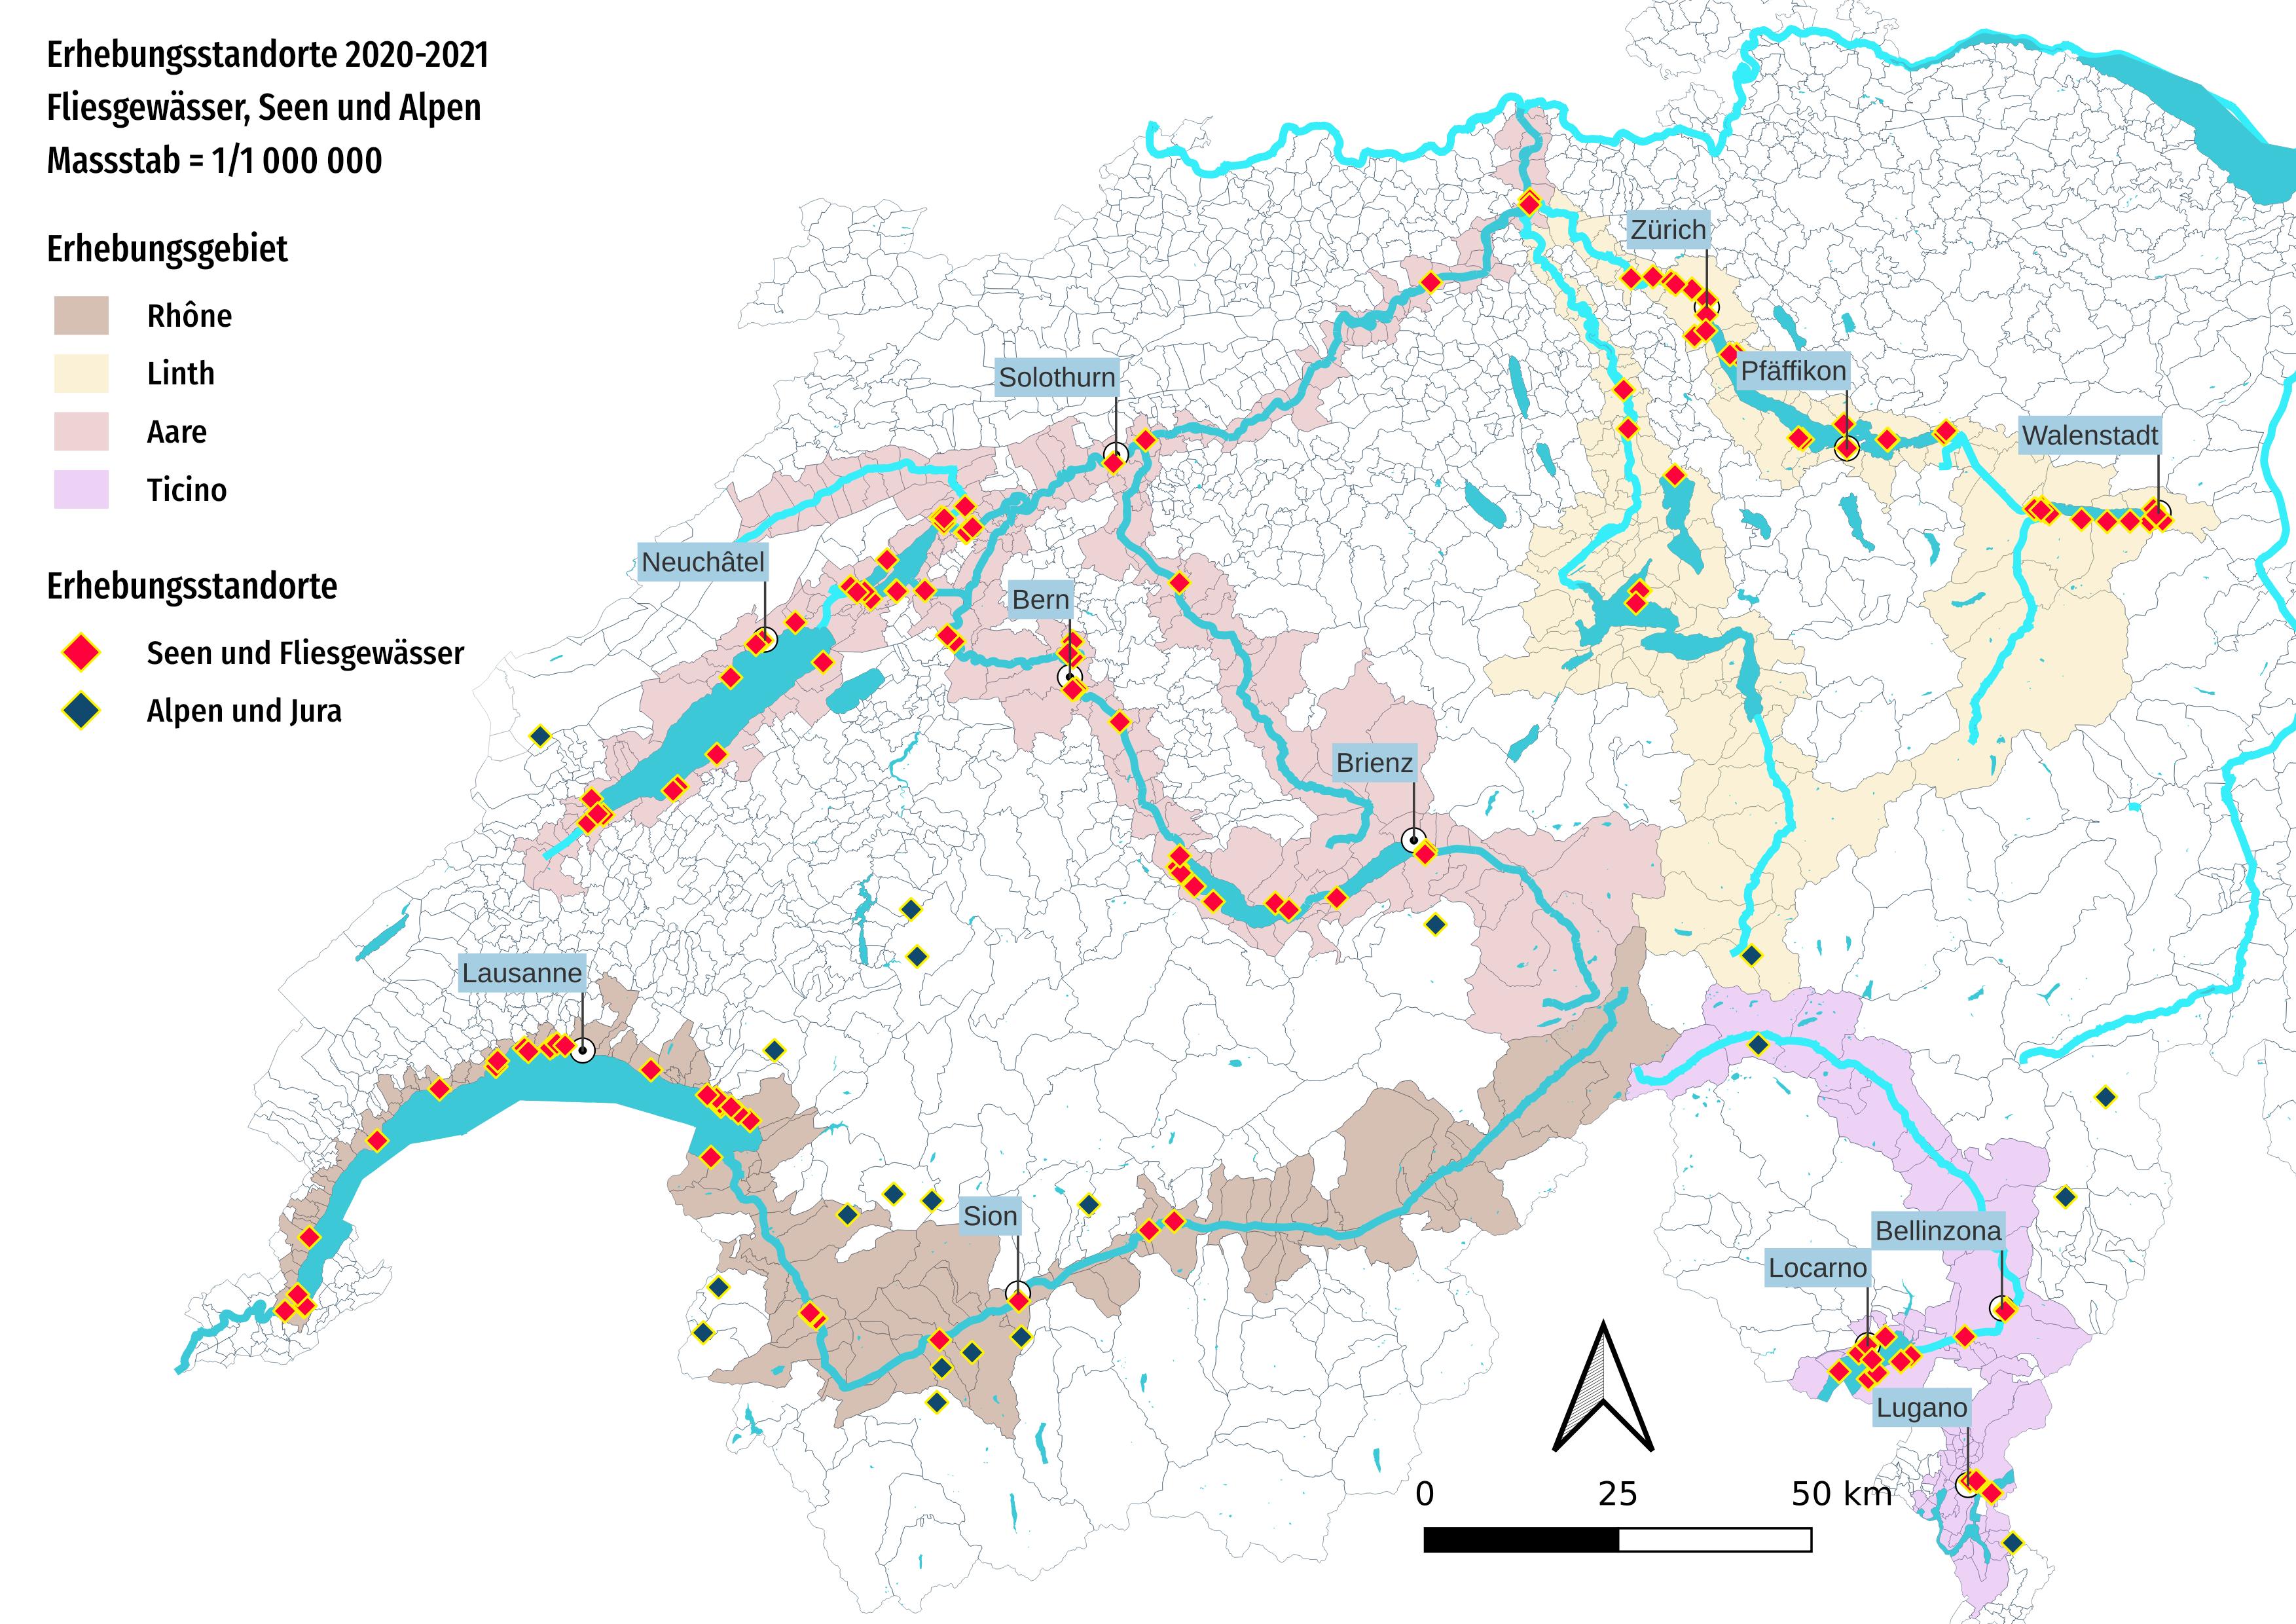 Erhebungsstandorte 2020-2021
Fliesgewässer, Seen und Alpen
Massstab = 1/1 000 000
Erhebungsgebiet
Rhône
Linth
Aare
Ticino
Erhebungsstandorte
Seen und Fliesgewässer
Alpen und Jura
Zürich
Pfäffikon
Solothurn
Walenstadt
Neuchâtel
Bern
Brienz
Lausanne
Sion
Bellinzona
Locarno
Lugano
0 25 50 km